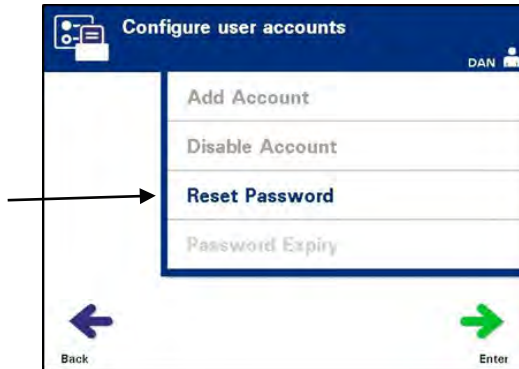 Configure user accounts
DAN
Add Account
Disable Account
Reset Password
Password Expiry
Back
Enter